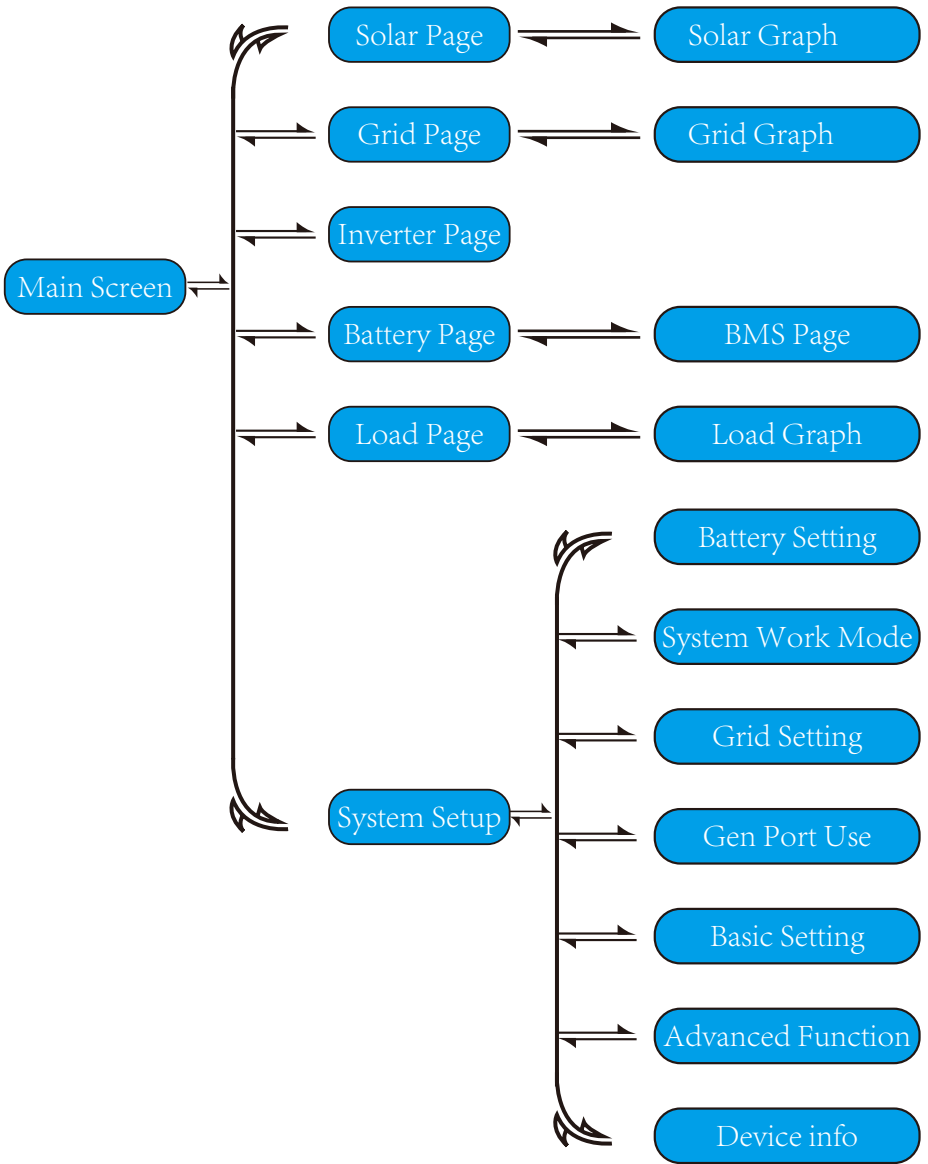 Solar Page
Solar Graph
Grid Page
Grid Graph
Inverter Page
Main Screen
Battery Page
BMS Page
Load Page
Load Graph
Battery Setting
System Work Mode
Grid Setting
System Setup
Gen Port Use
Basic Setting
Advanced Function
Device info